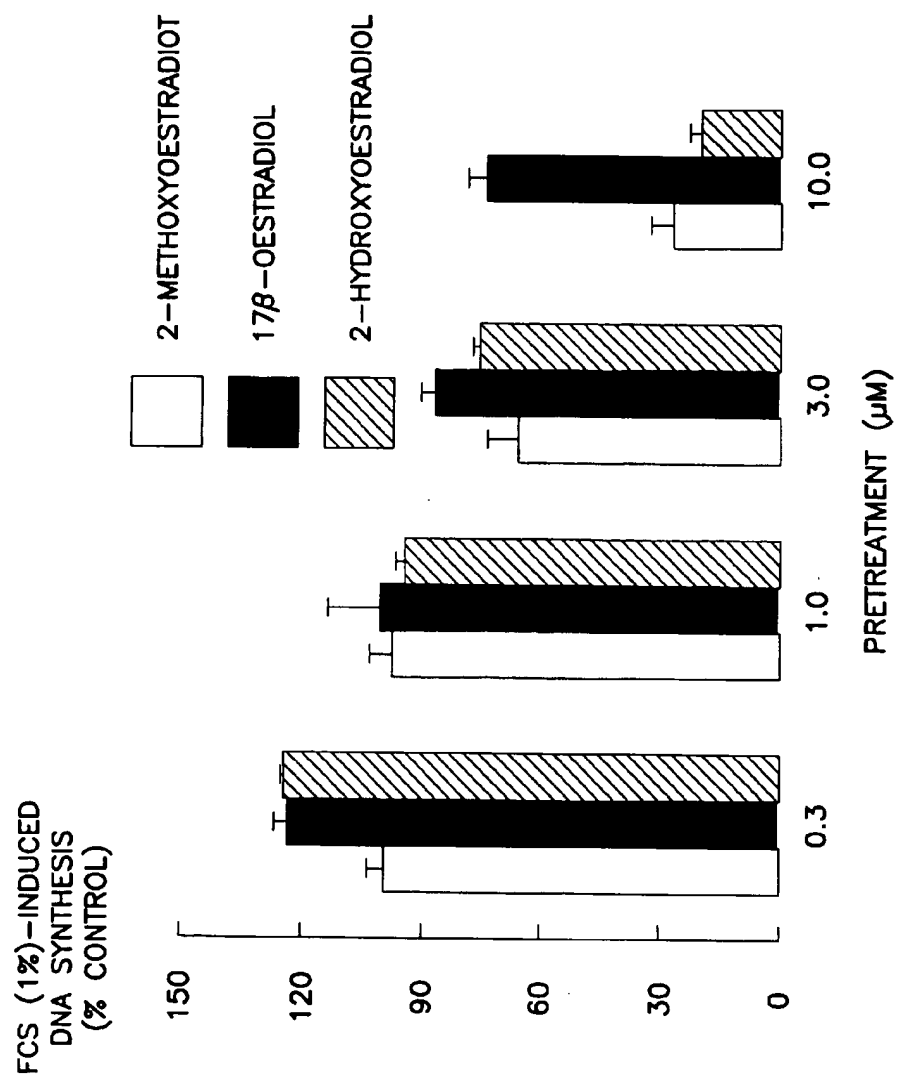 FCS (1%)-INDUCED
DNA SYNTHESIS
(% CONTROL)
2-METHOXYOESTRADIOT
17β-OESTRADIOL
2-HYDROXYOESTRADIOL
150
120
90
60
30
0
0.3
1.0
3.0
10.0
PRETREATMENT (µM)